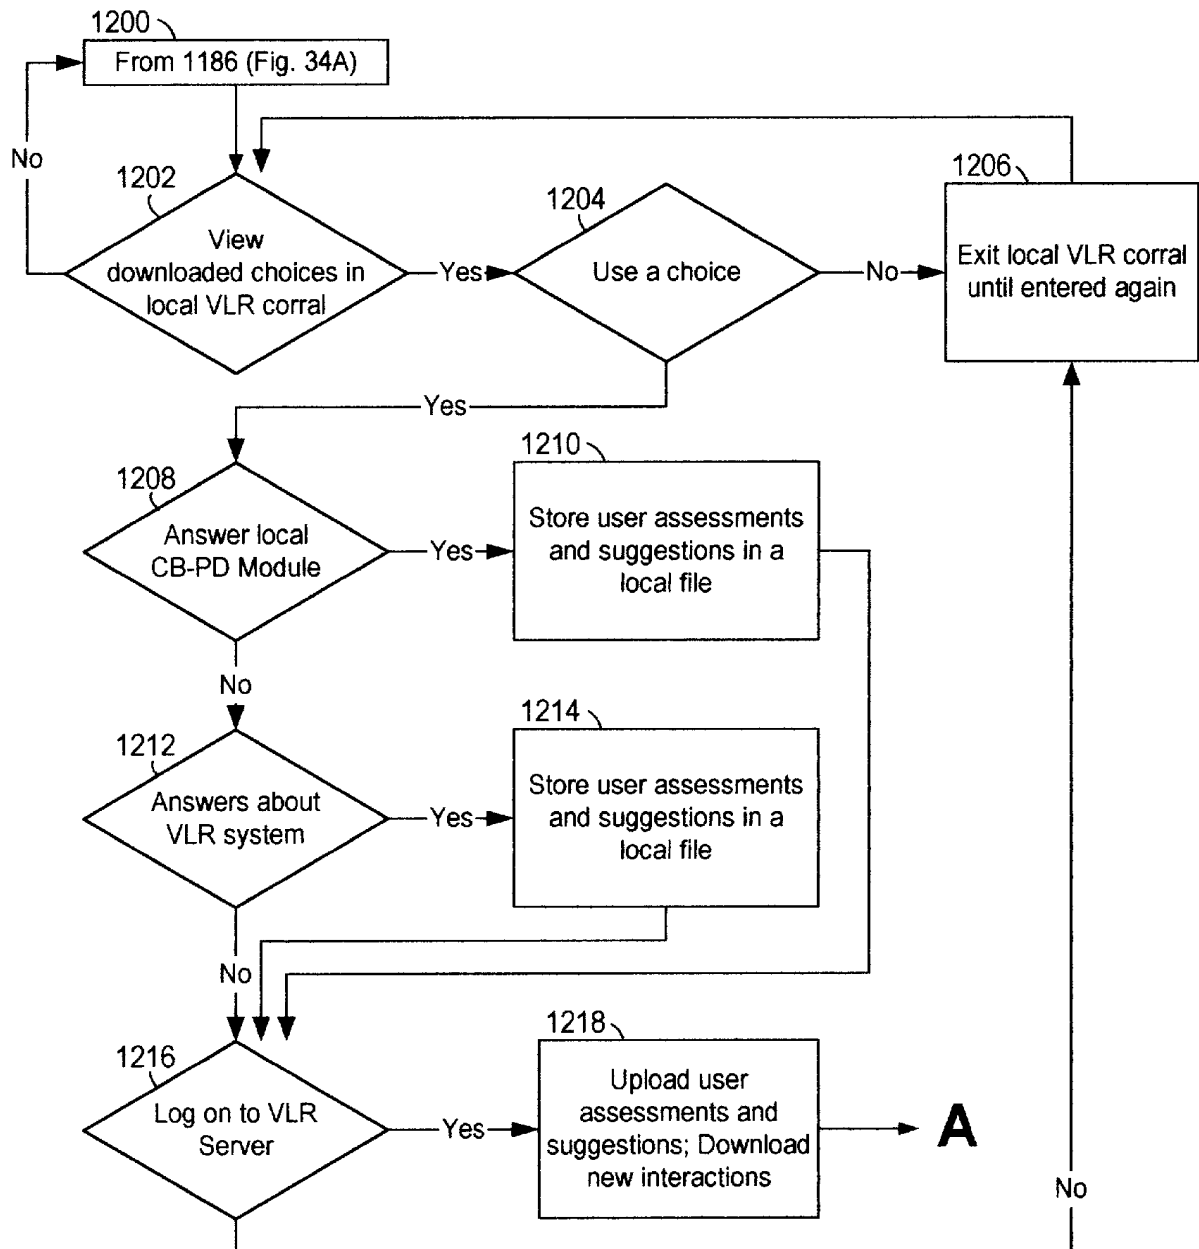 1200
From 1186 (Fig. 34A)
No
1202
View
downloaded choices in
local VLR corral
Yes
1204
Use a choice
No
1206
Exit local VLR corral
until entered again
Yes
1208
Answer local
CB-PD Module
Yes
1210
Store user assessments
and suggestions in a
local file
No
1212
Answers about
VLR system
Yes
1214
Store user assessments
and suggestions in a
local file
No
1216
Log on to VLR
Server
Yes
1218
Upload user
assessments and
suggestions; Download
new interactions
A
No